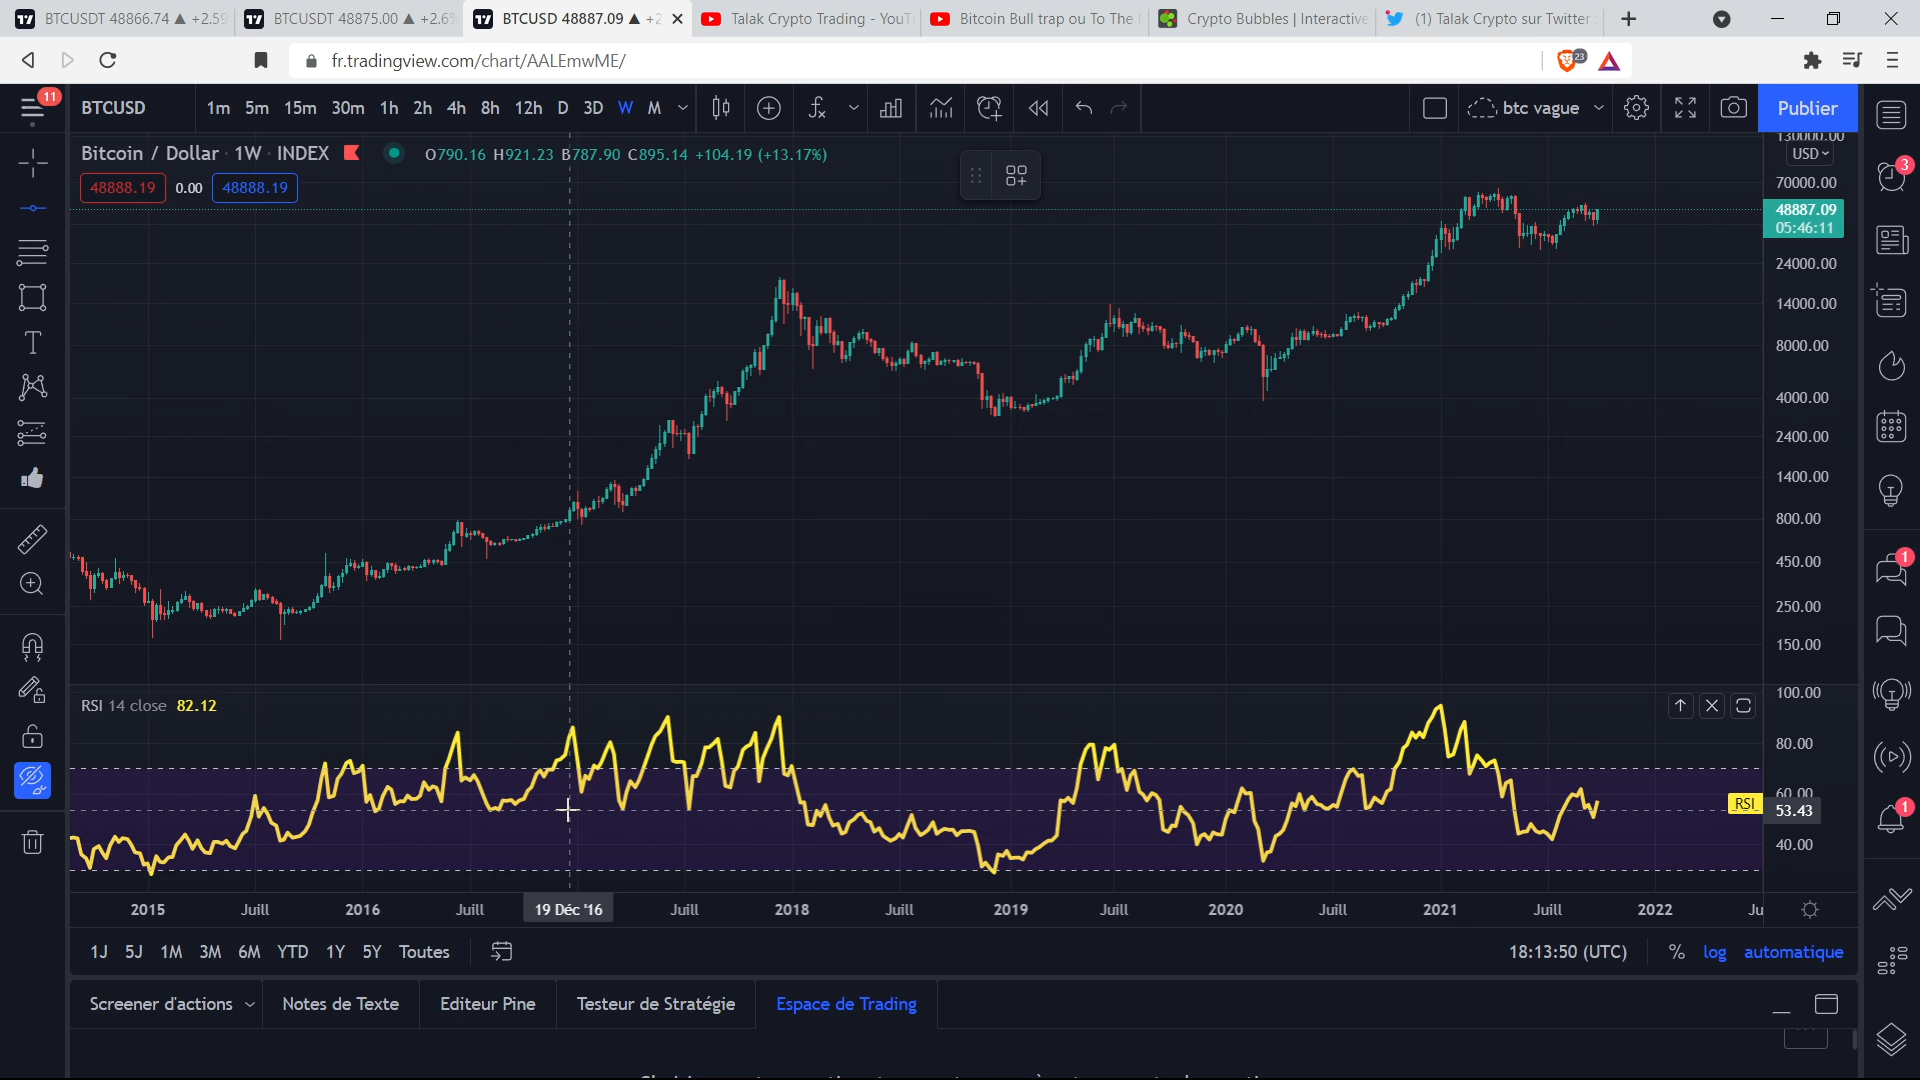 BTCUSDT 48866.74 ▲ +2.59
BTCUSDT 48875.00 ▲ +2.6%
BTCUSD 48887.09 ▲ +2
Talak Crypto Trading - YouT
Bitcoin Bull trap ou To The
Crypto Bubbles | Interactive
(1) Talak Crypto sur Twitter
fr.tradingview.com/chart/AALEmwME/
23
11
BTCUSD
1m 5m 15m 30m 1h 2h 4h 8h 12h D 3D W M
btc vague
Publier
Bitcoin / Dollar · 1W · INDEX
O790.16 H921.23 B787.90 C895.14 +104.19 (+13.17%)
48888.19 0.00 48888.19
130000.00
USD
70000.00
48887.09
05:46:11
24000.00
14000.00
8000.00
4000.00
2400.00
1400.00
800.00
450.00
250.00
150.00
3
1
1
RSI 14 close 82.12
100.00
80.00
60.00
RSI
53.43
40.00
2015 Juill 2016 Juill 19 Déc '16 Juill 2018 Juill 2019 Juill 2020 Juill 2021 Juill 2022 Ju
1J 5J 1M 3M 6M YTD 1Y 5Y Toutes
18:13:50 (UTC) % log automatique
Screener d'actions
Notes de Texte
Editeur Pine
Testeur de Stratégie
Espace de Trading